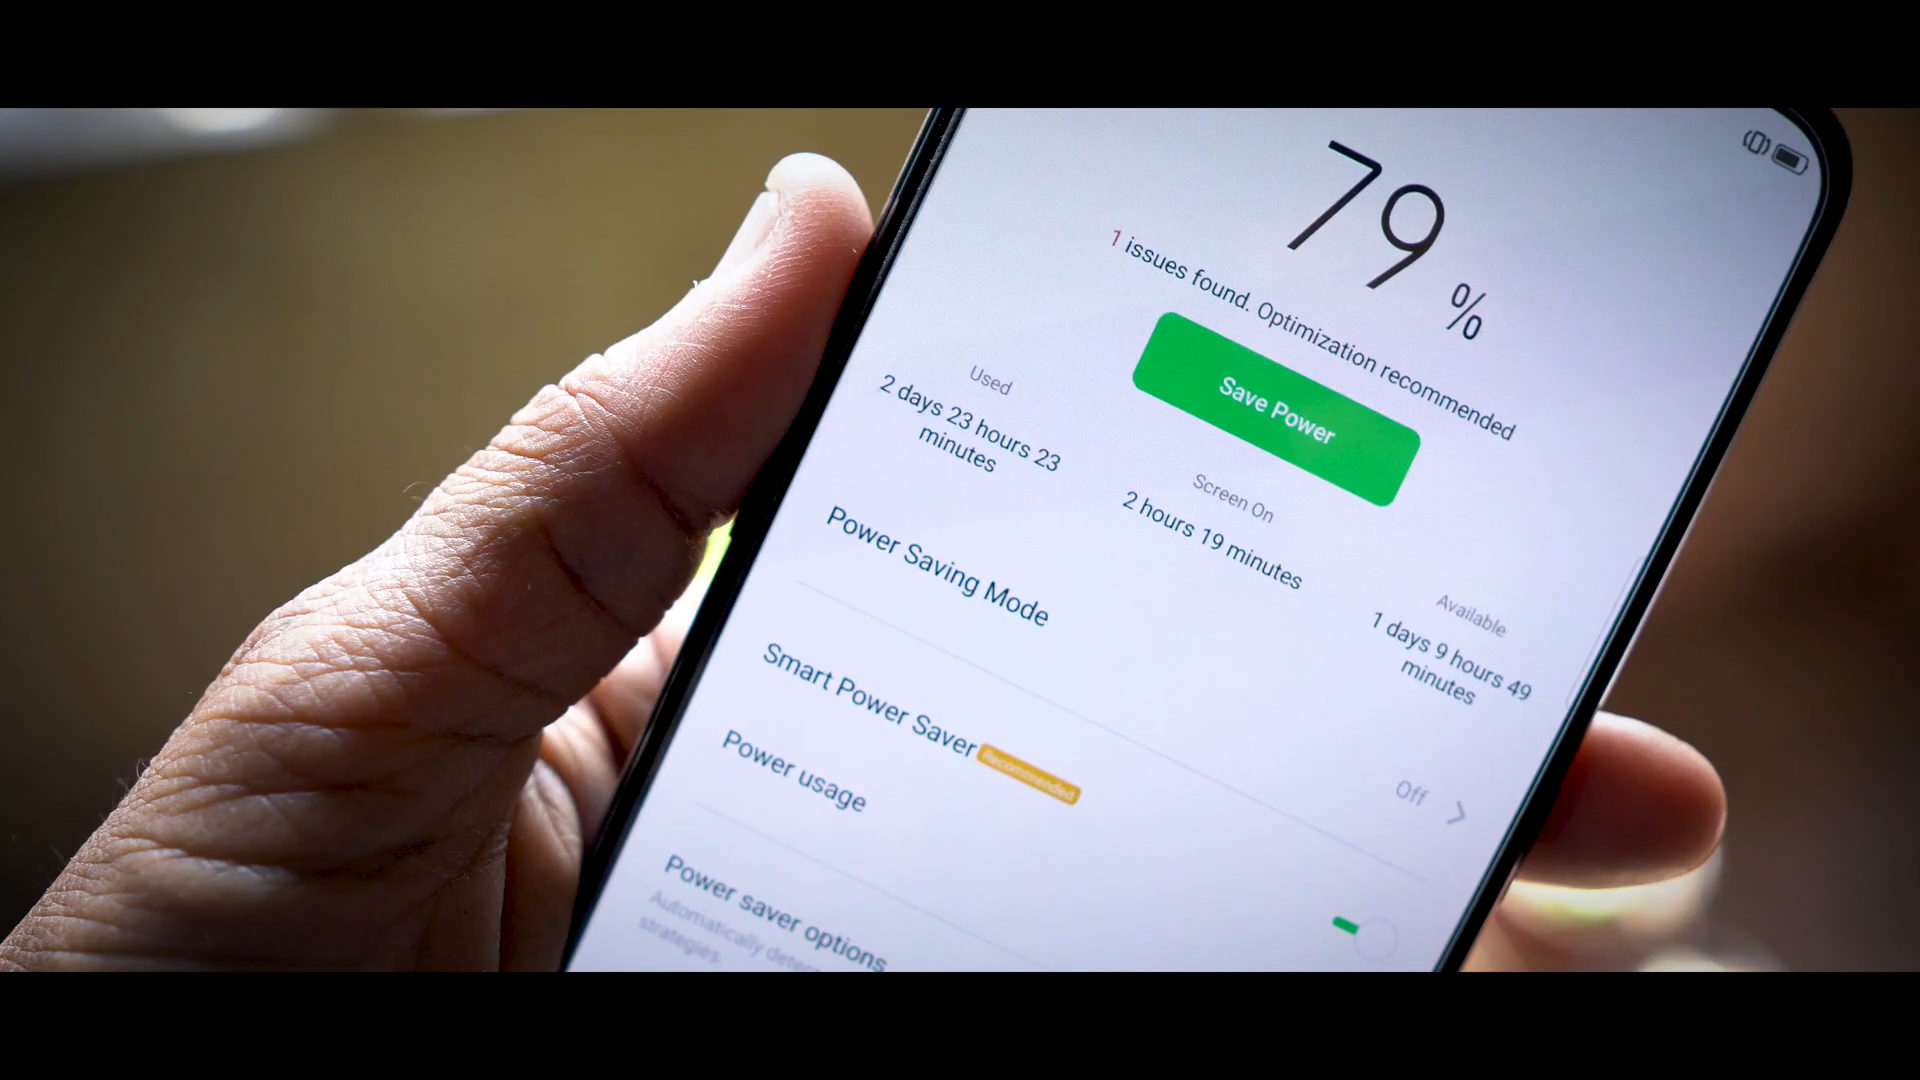 79 %
1 issues found. Optimization recommended
Save Power
Used
2 days 23 hours 23
minutes
Screen On
2 hours 19 minutes
Available
1 days 9 hours 49
minutes
Power Saving Mode
Off
Smart Power Saver Recommended
Power usage
Power saver options
Automatically
strategies.